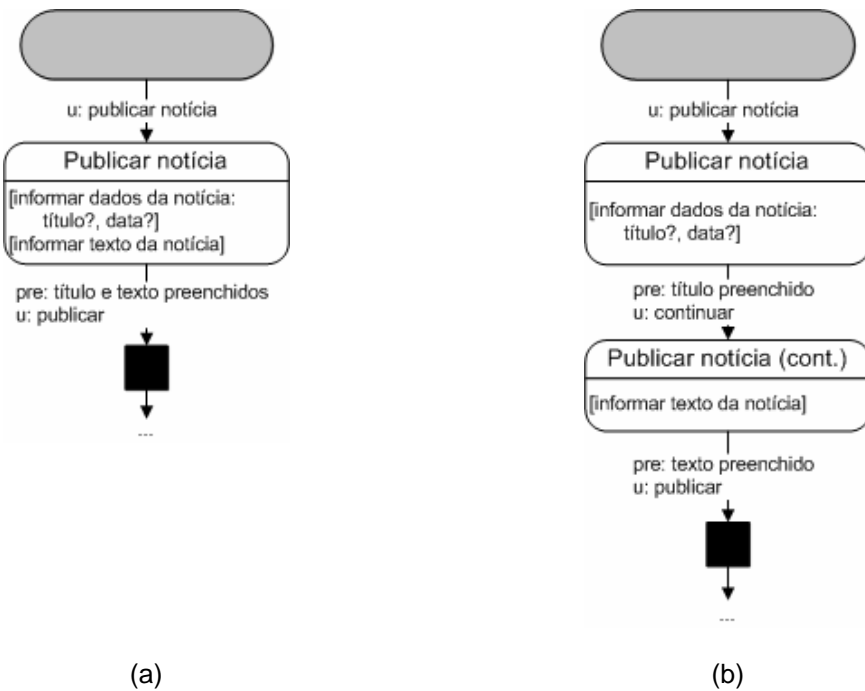 u: publicar notícia
Publicar notícia
[informar dados da notícia:
título?, data?]
[informar texto da notícia]
pre: título e texto preenchidos
u: publicar
...
(a)
u: publicar notícia
Publicar notícia
[informar dados da notícia:
título?, data?]
pre: título preenchido
u: continuar
Publicar notícia (cont.)
[informar texto da notícia]
pre: texto preenchido
u: publicar
...
(b)